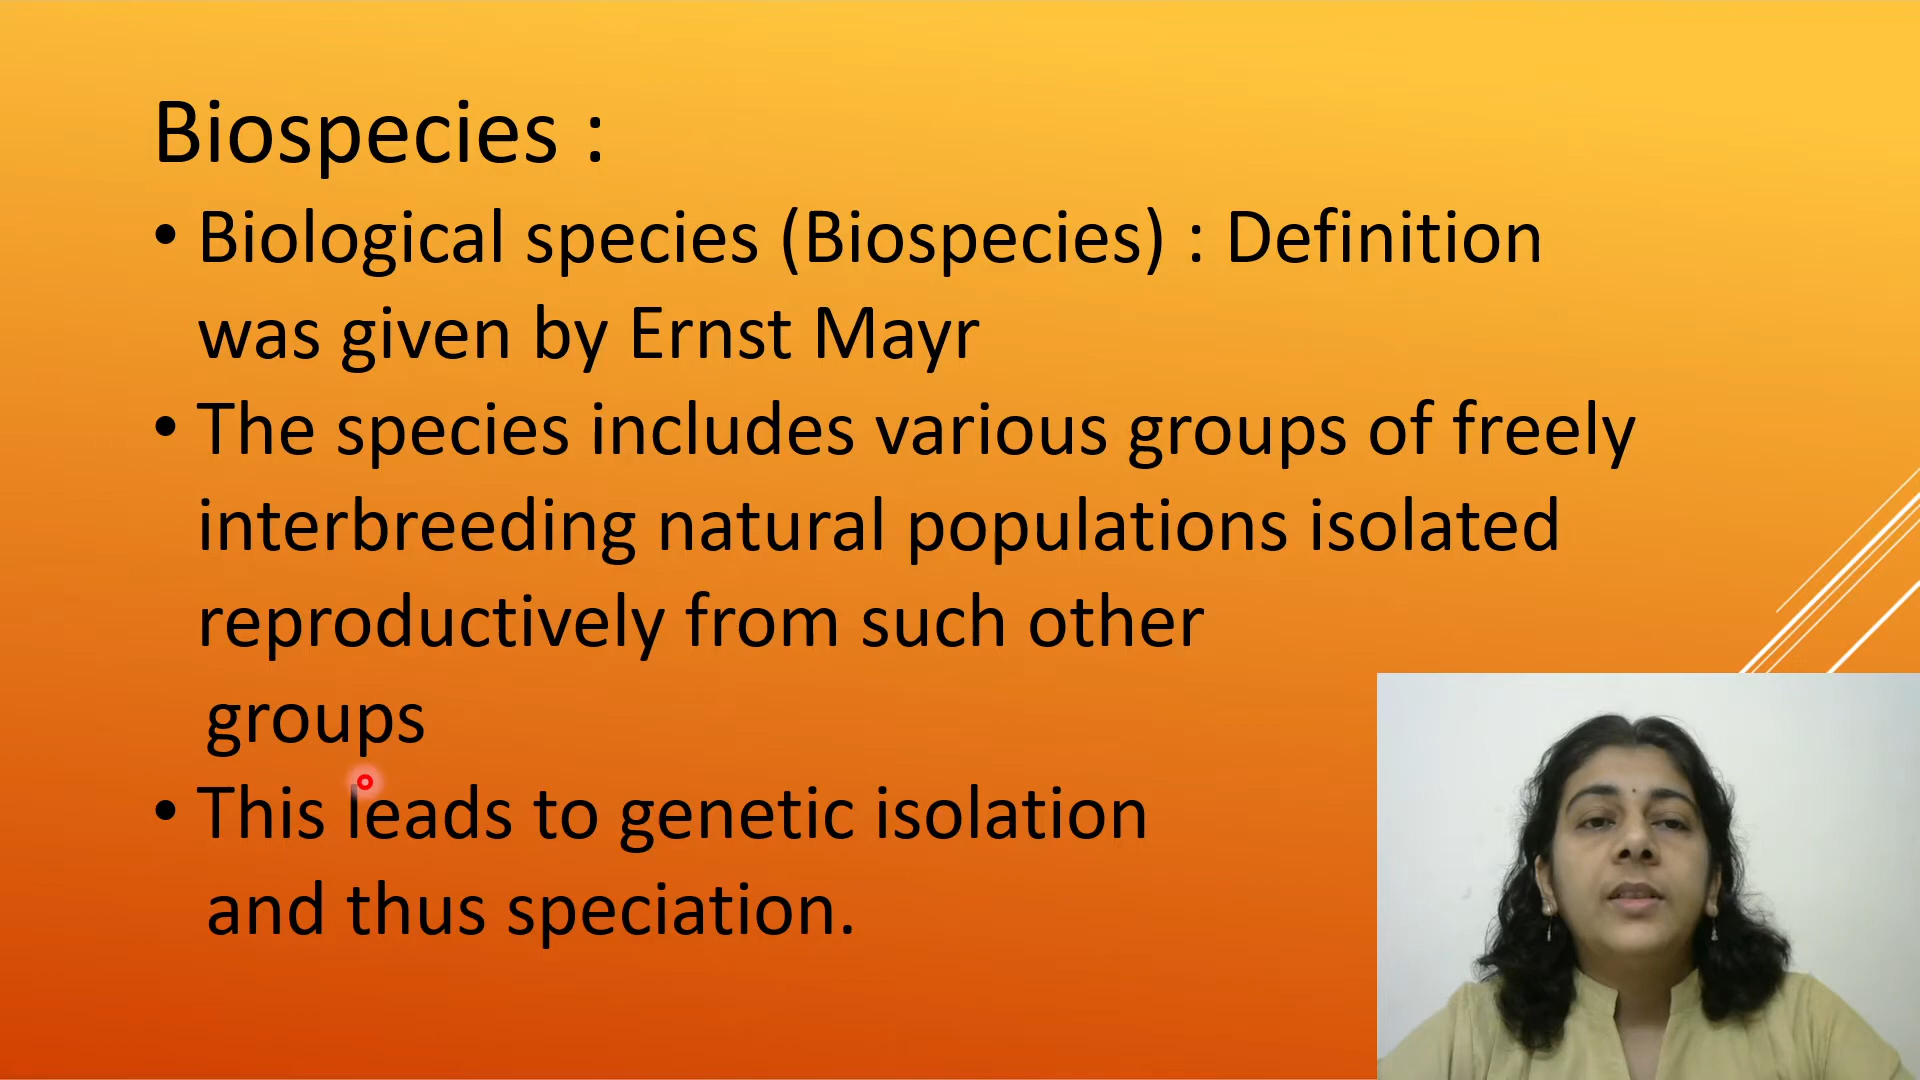 Biospecies :
• Biological species (Biospecies) : Definition
was given by Ernst Mayr
• The species includes various groups of freely
interbreeding natural populations isolated
reproductively from such other
groups
• This leads to genetic isolation
and thus speciation.